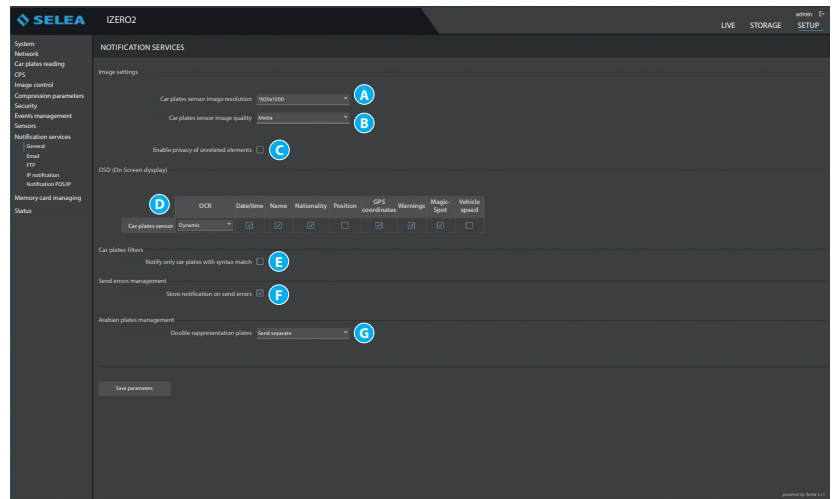 SELEA
IZERO2
admin
LIVE STORAGE SETUP
System
Network
Car plates reading
CPS
Image control
Compression parameters
Security
Events management
Sensors
Notification services
General
Email
FTP
IP notification
Notification POS/IP
Memory card managing
Status
NOTIFICATION SERVICES
Image settings
Car plates sensor image resolution 1600x1200 A
Car plates sensor image quality Media B
Enable privacy of unrelated elements C
OSD (On Screen dysplay)
D OCR Date/time Name Nationality Position GPS coordinates Warnings Magic-Spot Vehicle speed
Car plates sensor Dynamic
Car plates filters
Notify only car plates with syntax match E
Send errors management
Store notification on send errors F
Arabian plates management
Double rappresentation plates Send separate G
Save parameters
powered by Selea s.r.l.